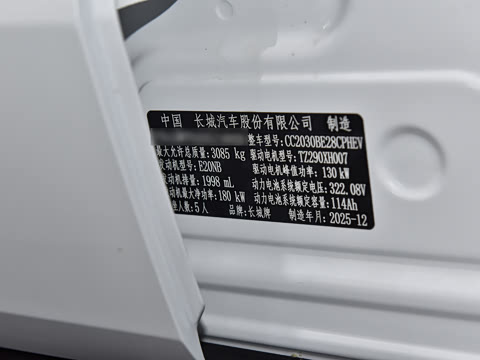 中国 长城汽车股份有限公司 制造
整车型号: CC2030BE28CPHEV
最大允许总质量: 3085 kg 驱动电机型号: TZ290XH007
发动机型号: E20NB 驱动电机峰值功率: 130 kW
发动机排量: 1998 mL 动力电池系统额定电压: 322.08V
发动机最大净功率: 180 kW 动力电池系统额定容量: 114Ah
乘坐人数: 5人 品牌: 长城牌 制造年月: 2025-12